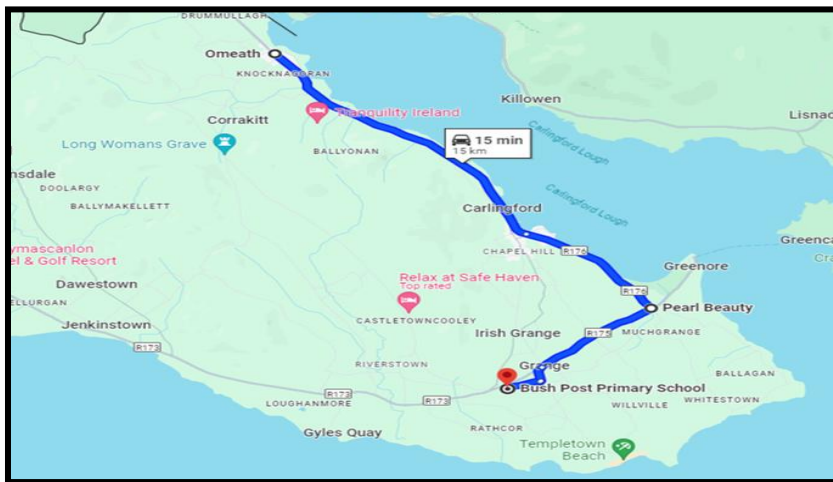 DRUMMULLAGH
Omeath
KNOCKNAGORAN
Killowen
Tranquility Ireland
Corrakitt
Lisnac
Long Womans Grave
15 min
15 km
Carlingford Lough
BALLYONAN
nsdale
DOOLARGY
BALLYMAKELLETT
Carlingford
Carlingford Lough
ymascanlon
el & Golf Resort
CHAPEL HILL
R176
Greenca
Cra
Greenore
Dawestown
Relax at Safe Haven
Top rated
R176
ELLURGAN
Pearl Beauty
Jenkinstown
CASTLETOWNCOOLEY
Irish Grange
R175
MUCHGRANGE
R173
Grange
RIVERSTOWN
BALLAGAN
Bush Post Primary School
R173
R173
LOUGHANMORE
WILLVILLE
WHITESTOWN
Gyles Quay
RATHCOR
Templetown
Beach